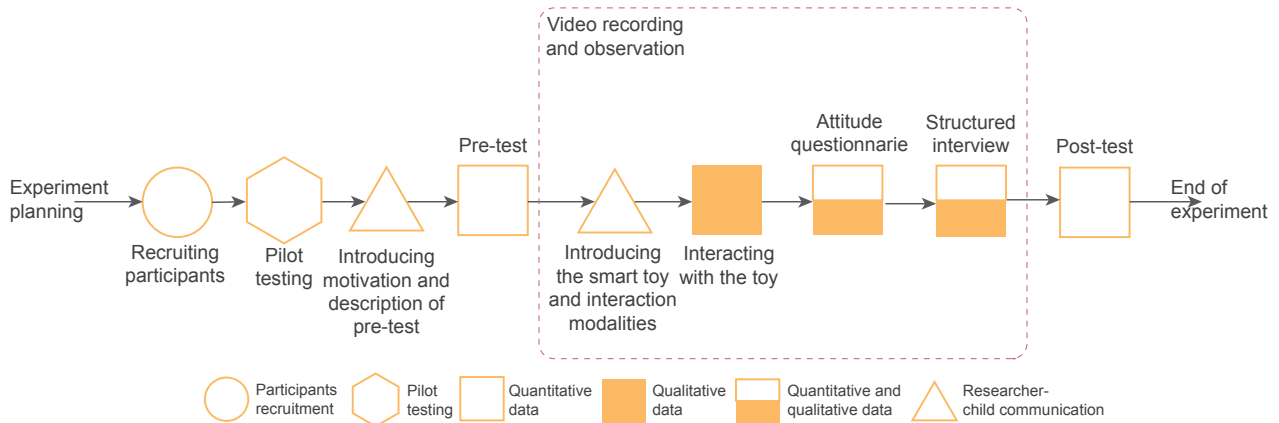 Video recording
and observation
Experiment
planning
Recruiting
participants
Pilot
testing
Introducing
motivation and
description of
pre-test
Pre-test
Introducing
the smart toy
and interaction
modalities
Interacting
with the toy
Attitude
questionnarie
Structured
interview
Post-test
End of
experiment
Participants
recruitment
Pilot
testing
Quantitative
data
Qualitative
data
Quantitative and
qualitative data
Researcher-
child communication